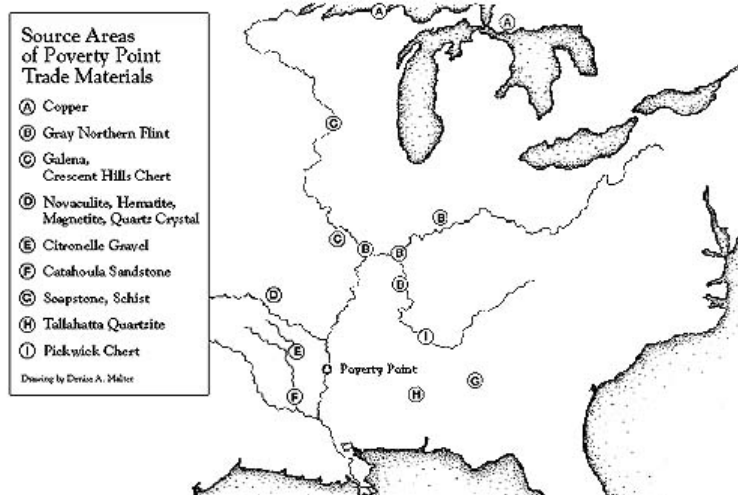 Source Areas
of Poverty Point
Trade Materials
A Copper
B Gray Northern Flint
C Galena,
Crescent Hills Chert
D Novaculite, Hematite,
Magnetite, Quartz Crystal
E Citronelle Gravel
F Catahoula Sandstone
G Soapstone, Schist
H Tallahatta Quartzite
I Pickwick Chert
Drawing by Denise A. Malter
A
A
C
B
C
B
B
D
I
E
Poverty Point
G
H
F